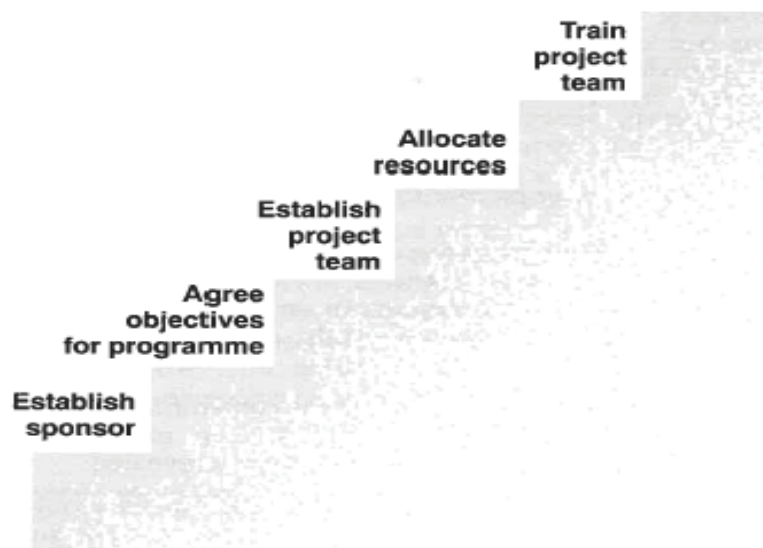 Train
project
team
Allocate
resources
Establish
project
team
Agree
objectives
for programme
Establish
sponsor